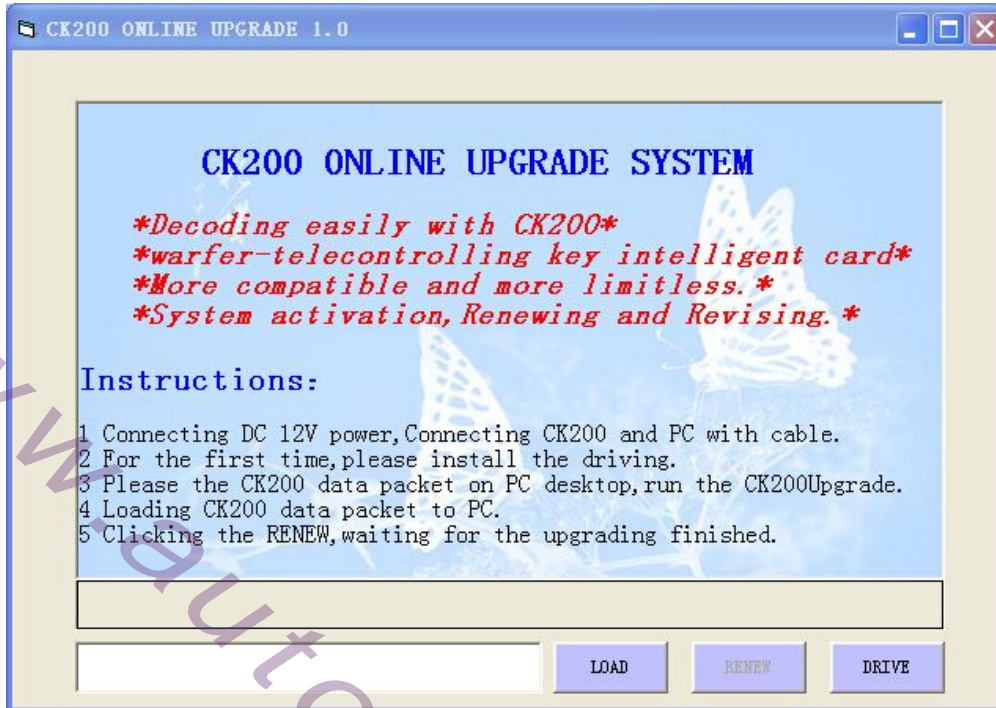 CK200 ONLINE UPGRADE 1.0
CK200 ONLINE UPGRADE SYSTEM
*Decoding easily with CK200*
*warfer-telecontrolling key intelligent card*
*More compatible and more limitless.*
*System activation,Renewing and Revising.*
Instructions:
1 Connecting DC 12V power,Connecting CK200 and PC with cable.
2 For the first time,please install the driving.
3 Please the CK200 data packet on PC desktop,run the CK200Upgrade.
4 Loading CK200 data packet to PC.
5 Clicking the RENEW,waiting for the upgrading finished.
LOAD RENEW DRIVE
w.auto